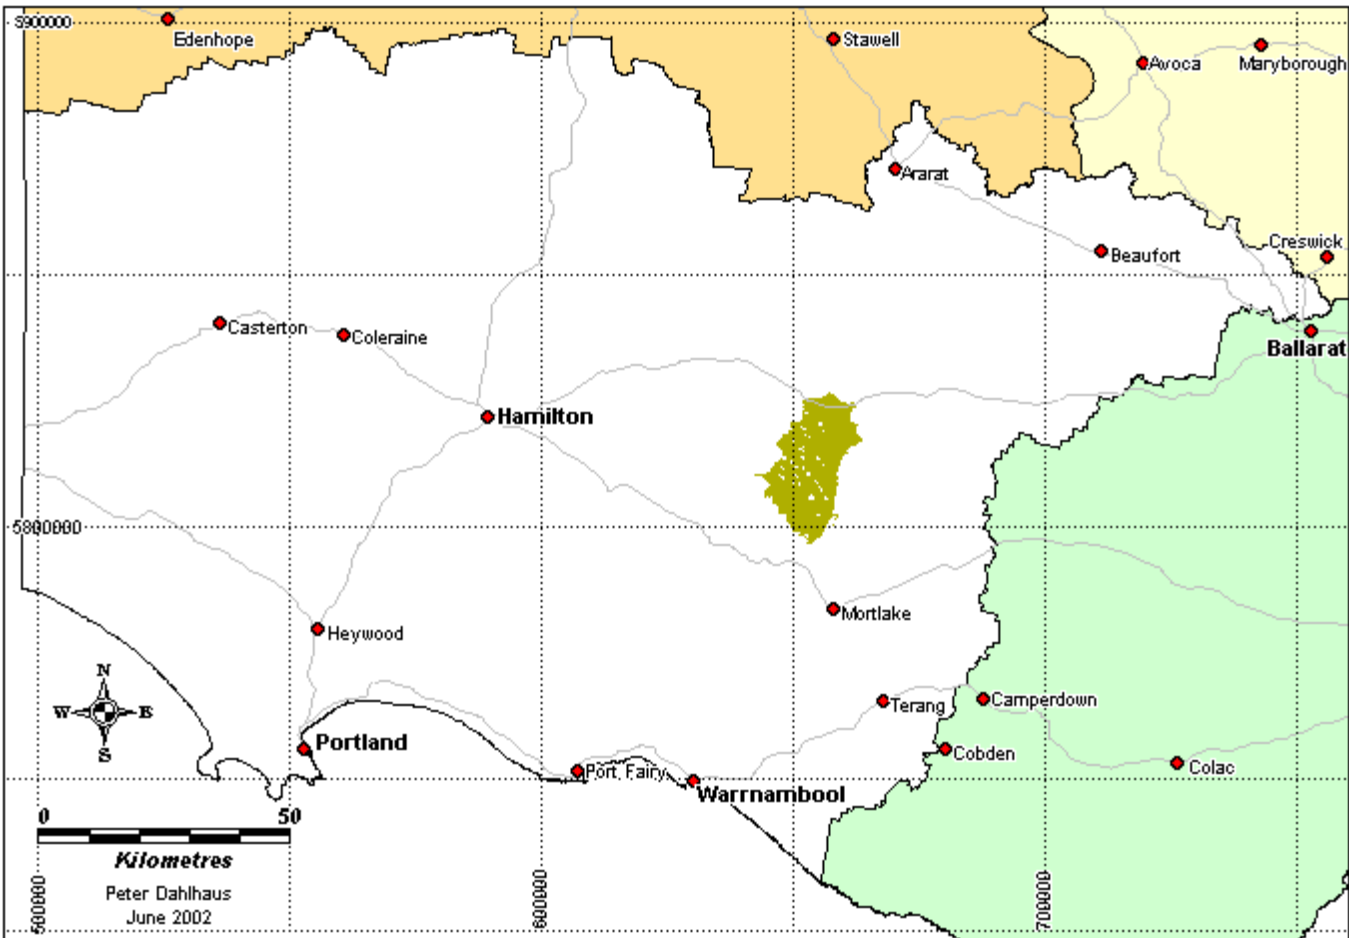 5900000
Edenhope
Stawell
Avoca
Maryborough
Ararat
Creswick
Beaufort
Casterton
Coleraine
Ballarat
Hamilton
5800000
Mortlake
Heywood
N
W E
S
Terang
Camperdown
Portland
Cobden
Port Fairy
Colac
Warrnambool
0 50
Kilometres
Peter Dahlhaus
June 2002
500000
600000
700000